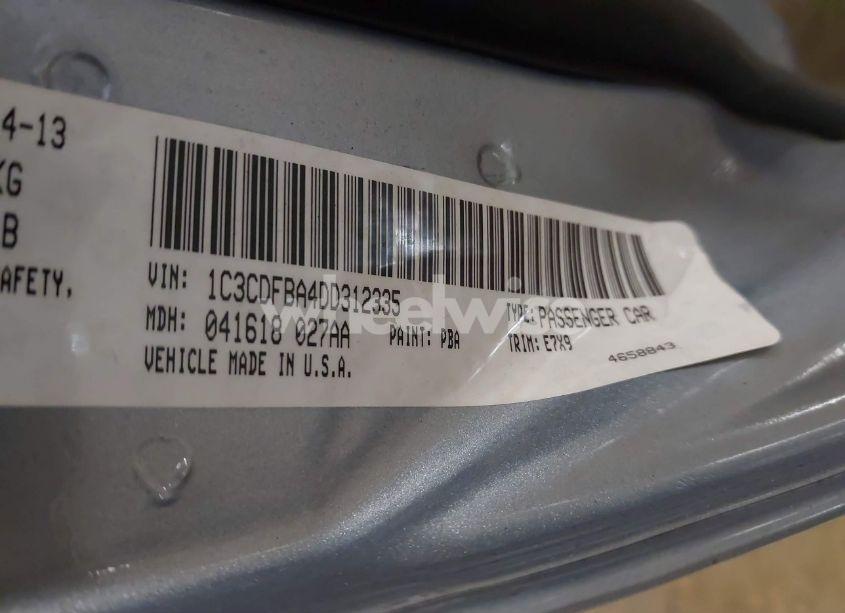 4-13
KG
B
AFETY,
VIN: 1C3CDFBA4DD312335
MDH: 041618 027AA
PAINT: PBA
VEHICLE MADE IN U.S.A.
TYPE: PASSENGER CAR
TRIM: E7X9
4658843
wheelwise